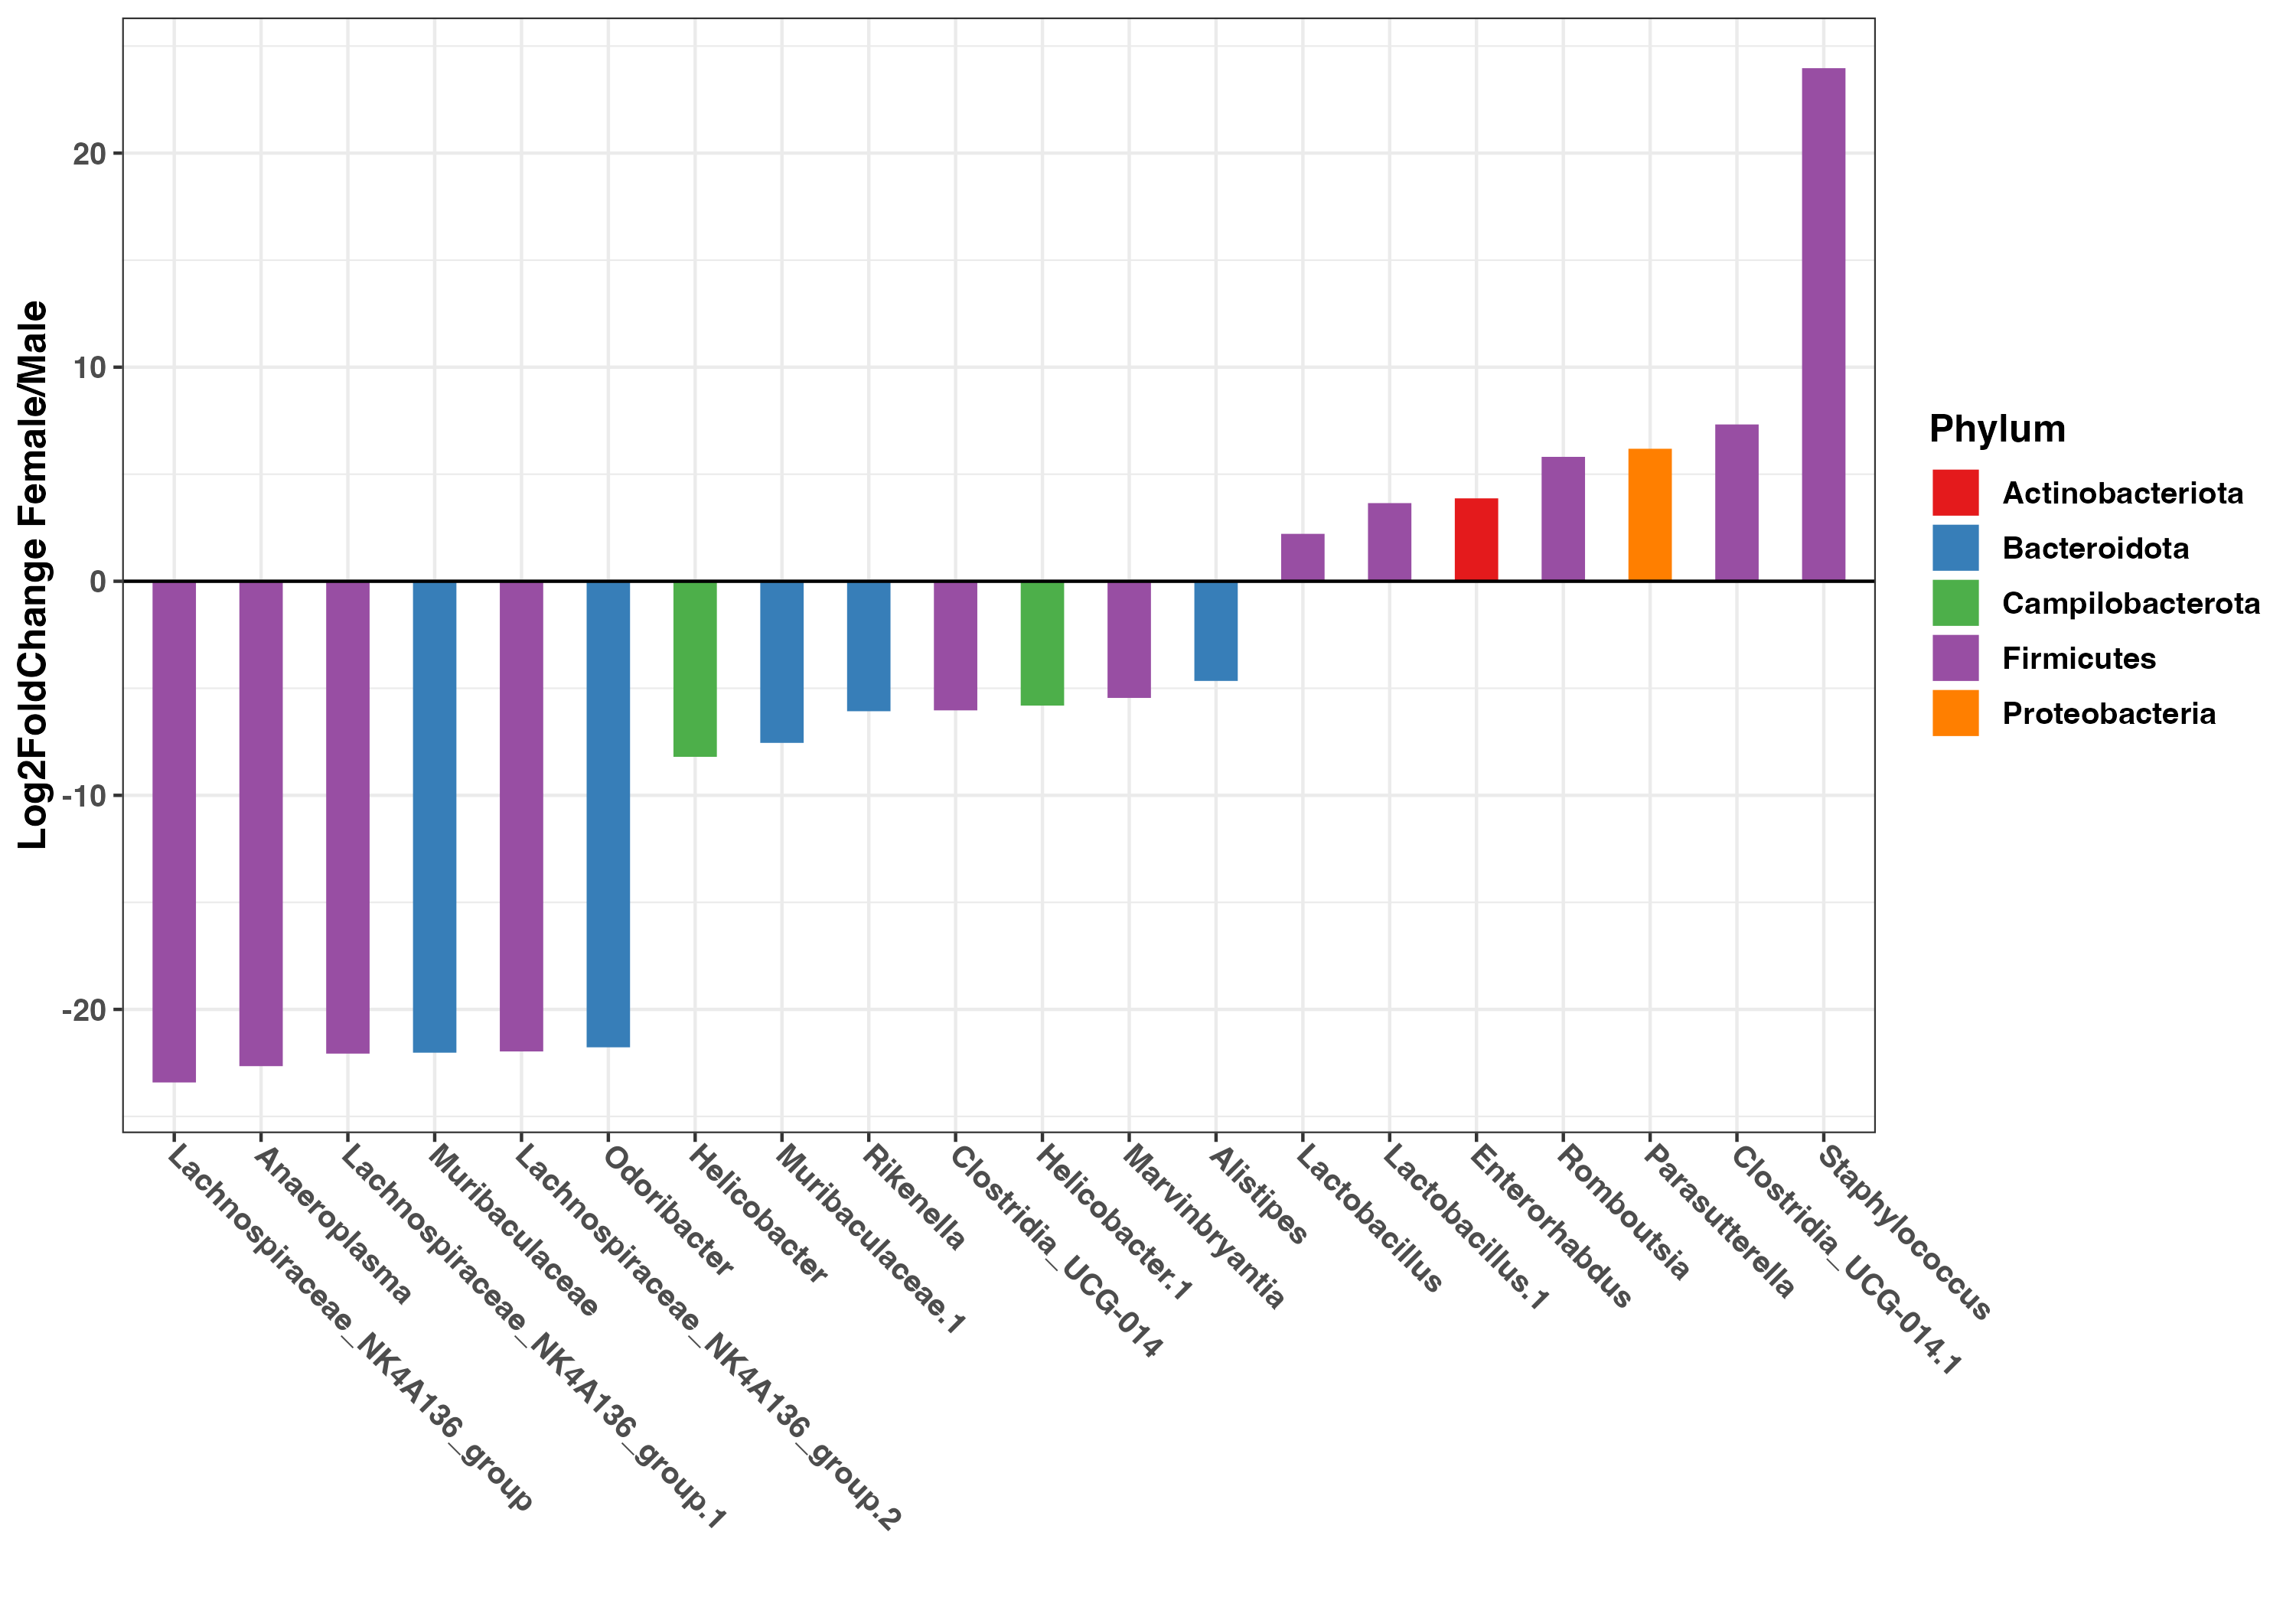 Log2FoldChange Female/Male
20
10
0
-10
-20
Lachnospiraceae_NK4A136_group
Anaeroplasma
Lachnospiraceae_NK4A136_group.1
Muribaculaceae
Lachnospiraceae_NK4A136_group.2
Odoribacter
Helicobacter
Muribaculaceae.1
Rikenella
Clostridia_UCG-014
Helicobacter.1
Marvinbryantia
Alistipes
Lactobacillus
Lactobacillus.1
Enterorhabdus
Romboutsia
Parasutterella
Clostridia_UCG-014.1
Staphylococcus
Phylum
Actinobacteriota
Bacteroidota
Campilobacterota
Firmicutes
Proteobacteria